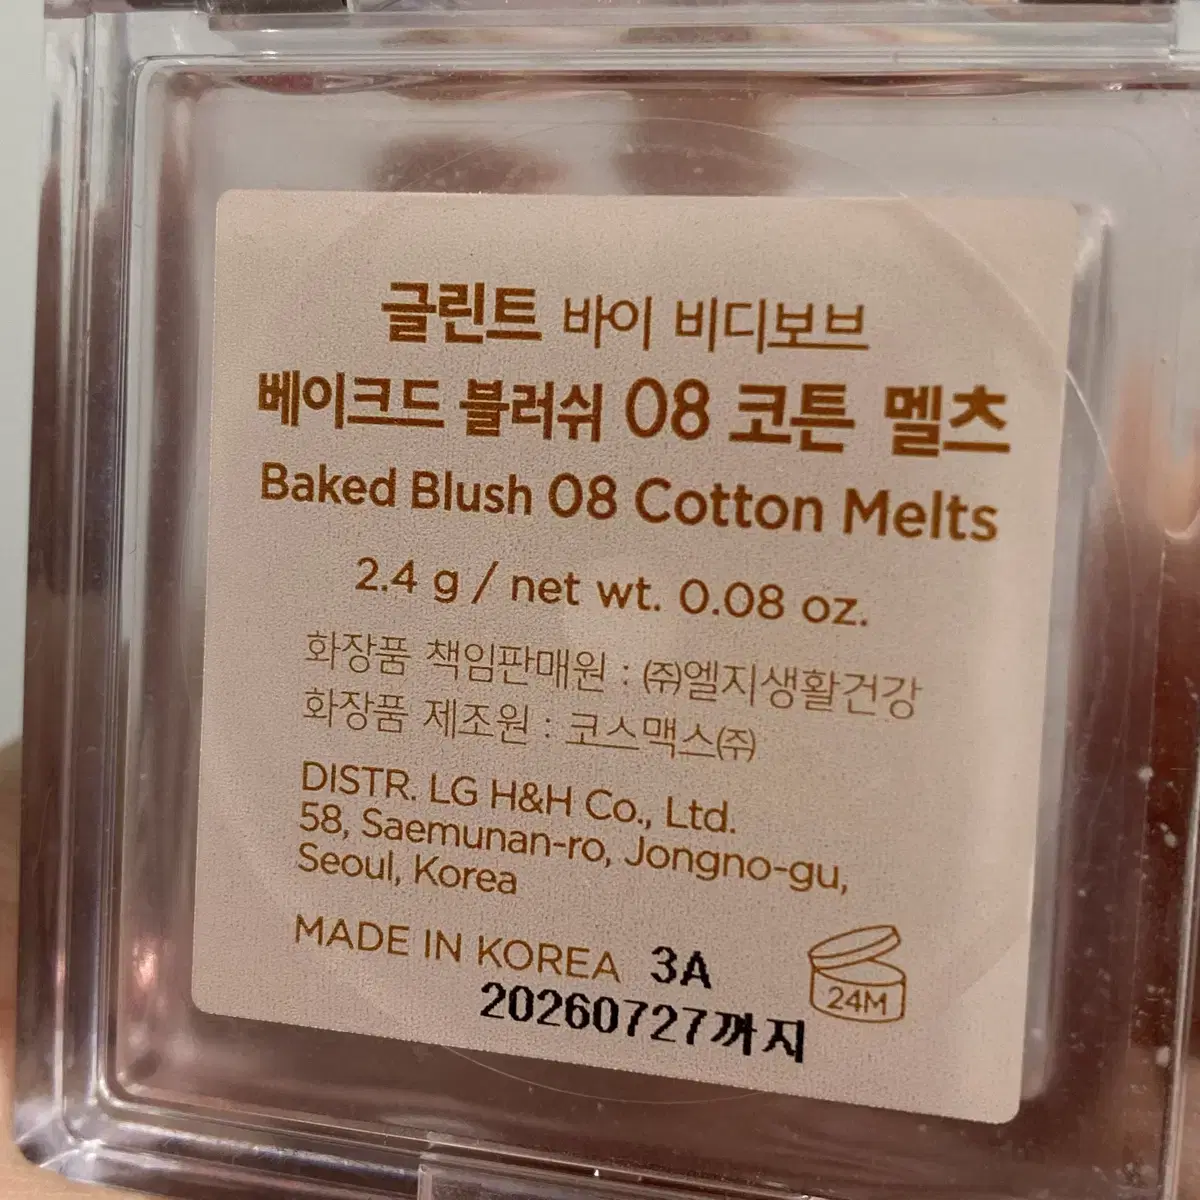 글린트 바이 비디보브
베이크드 블러쉬 08 코튼 멜츠
Baked Blush 08 Cotton Melts
2.4 g / net wt. 0.08 oz.
화장품 책임판매원 : ㈜엘지생활건강
화장품 제조원 : 코스맥스㈜
DISTR. LG H&H Co., Ltd.
58, Saemunan-ro, Jongno-gu,
Seoul, Korea
MADE IN KOREA 3A
24M
20260727까지